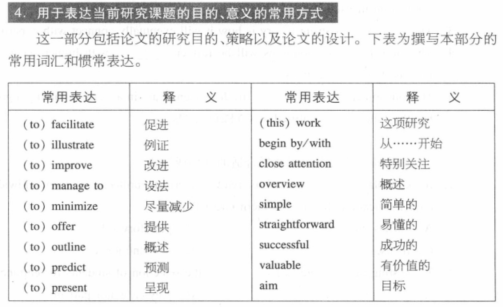 4. 用于表达当前研究课题的目的、意义的常用方式
这一部分包括论文的研究目的、策略以及论文的设计。下表为撰写本部分的
常用词汇和惯常表达。
常用表达 释 义 常用表达 释 义
(to) facilitate 促进 (this) work 这项研究
(to) illustrate 例证 begin by/with 从……开始
(to) improve 改进 close attention 特别关注
(to) manage to 设法 overview 概述
(to) minimize 尽量减少 simple 简单的
(to) offer 提供 straightforward 易懂的
(to) outline 概述 successful 成功的
(to) predict 预测 valuable 有价值的
(to) present 呈现 aim 目标